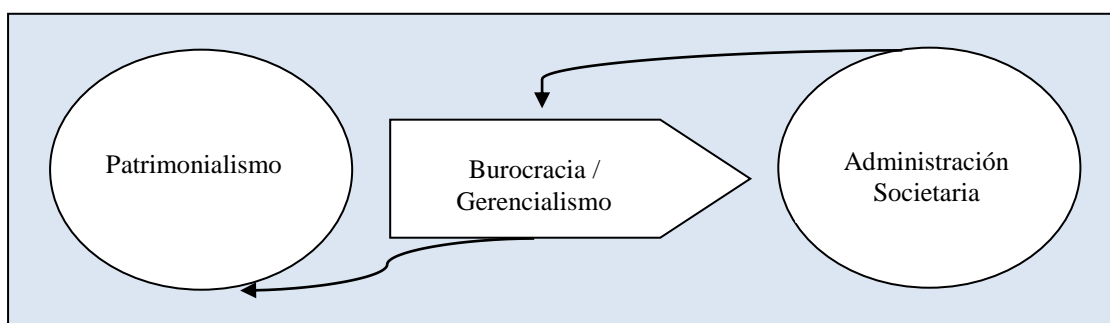 Patrimonialismo
Burocracia /
Gerencialismo
Administración
Societaria